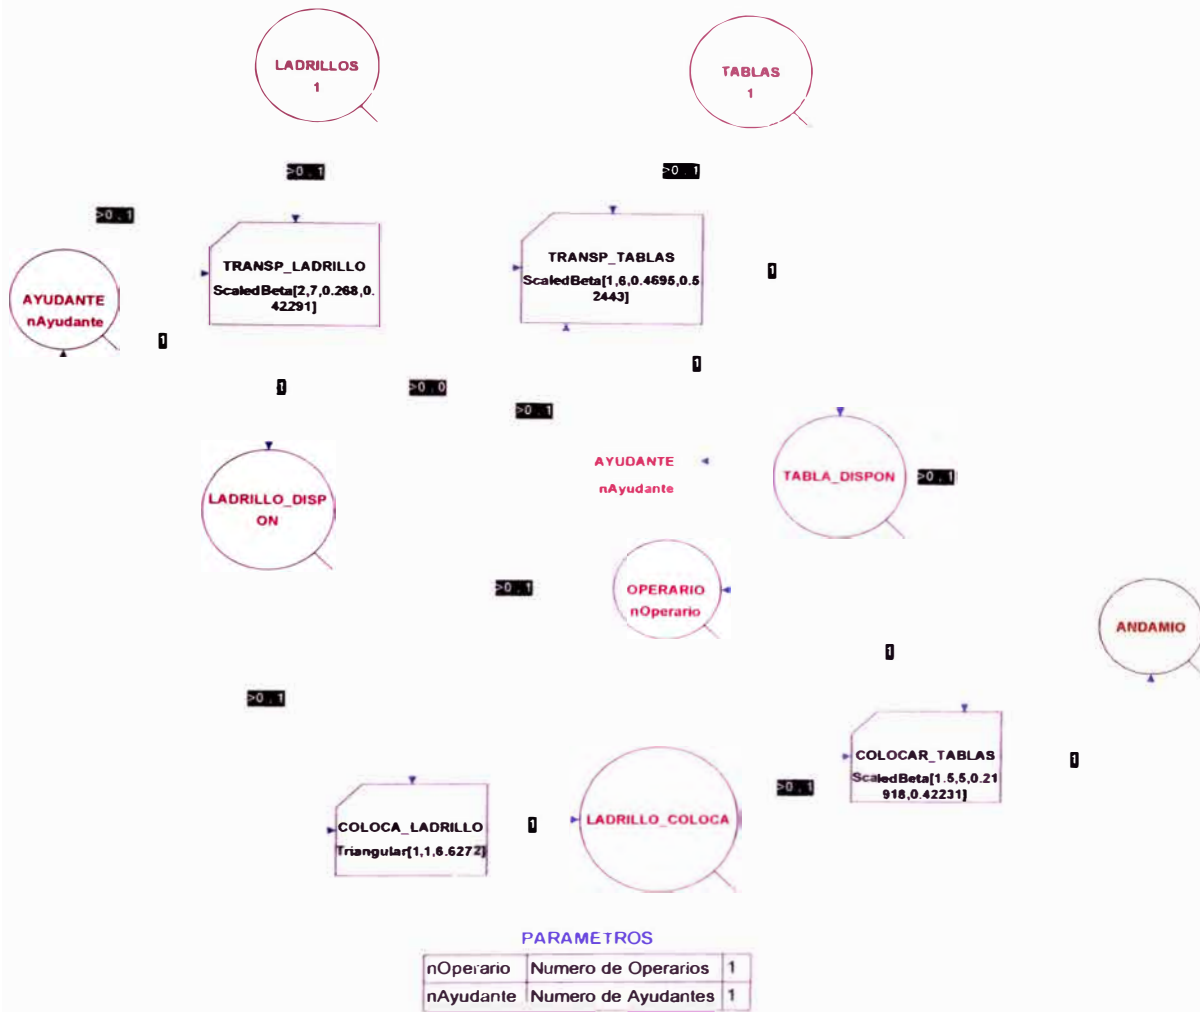 LADRILLOS
1
TABLAS
1
>0 , 1
>0 , 1
>0 , 1
TRANSP_LADRILLO
ScaledBeta[2,7,0.268,0.
42291]
TRANSP_TABLAS
ScaledBeta[1,6,0.4695,0.5
2443]
1
AYUDANTE
nAyudante
1
1
1
>0 , 0
>0 , 1
AYUDANTE
nAyudante
TABLA_DISPON
>0 , 1
LADRILLO_DISP
ON
>0 , 1
OPERARIO
nOperario
ANDAMIO
1
>0 , 1
COLOCAR_TABLAS
ScaledBeta[1.5,5,0.21
918,0.42231]
1
>0 , 1
COLOCA_LADRILLO
Triangular[1,1,6.6272]
1
LADRILLO_COLOCA
PARAMETROS
nOperario Numero de Operarios 1
nAyudante Numero de Ayudantes 1